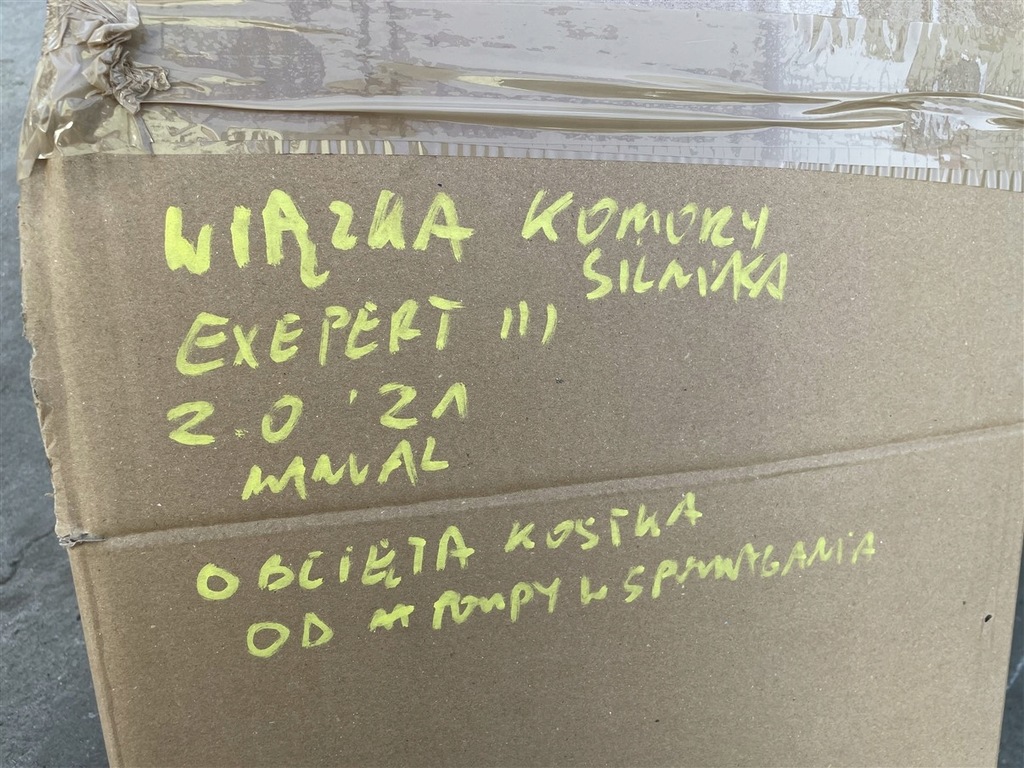 WIĄZKA KOMORY
SILNIKA
EXEPERT III
2.0 '21
MANUAL
OBCIĘTA KOSTKA
OD POMPY WSPOMAGANIA